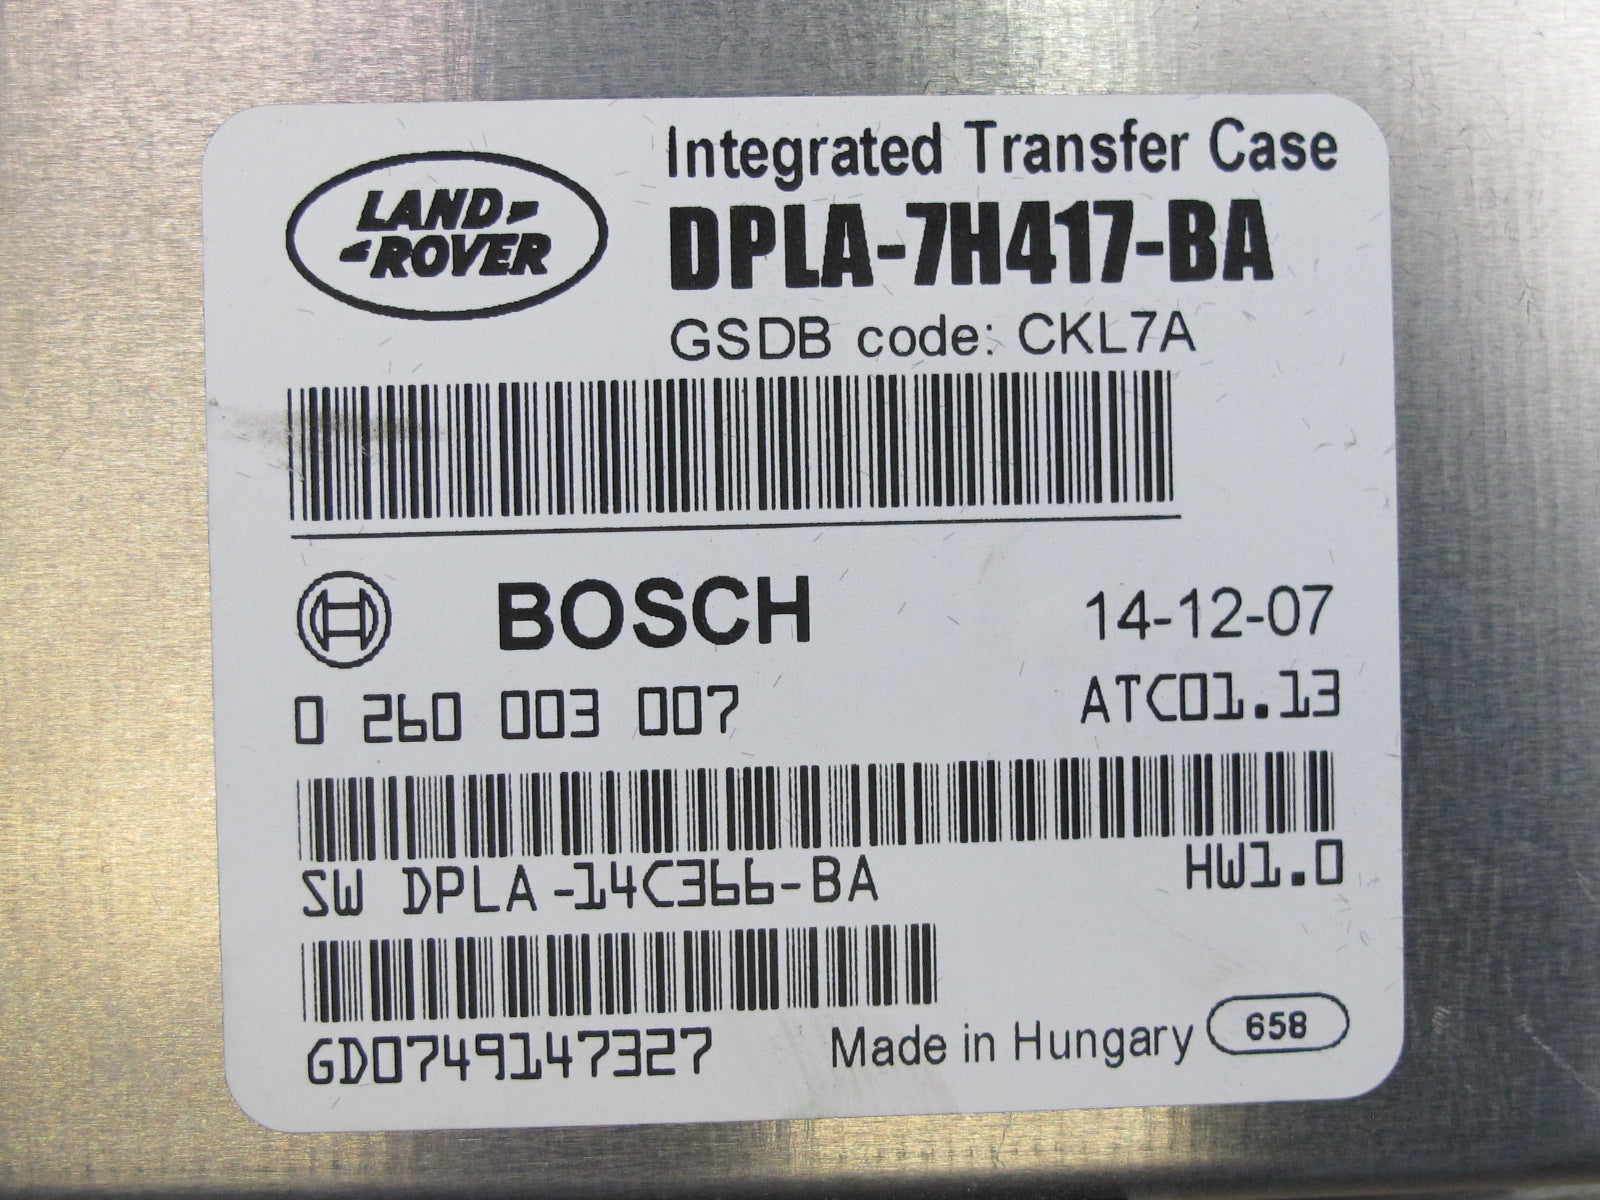 LAND
ROVER
Integrated Transfer Case
DPLA-7H417-BA
GSDB code: CKL7A
BOSCH
14-12-07
0 260 003 007
ATC01.13
SW DPLA-14C366-BA
HW1.0
GD0749147327
Made in Hungary
658